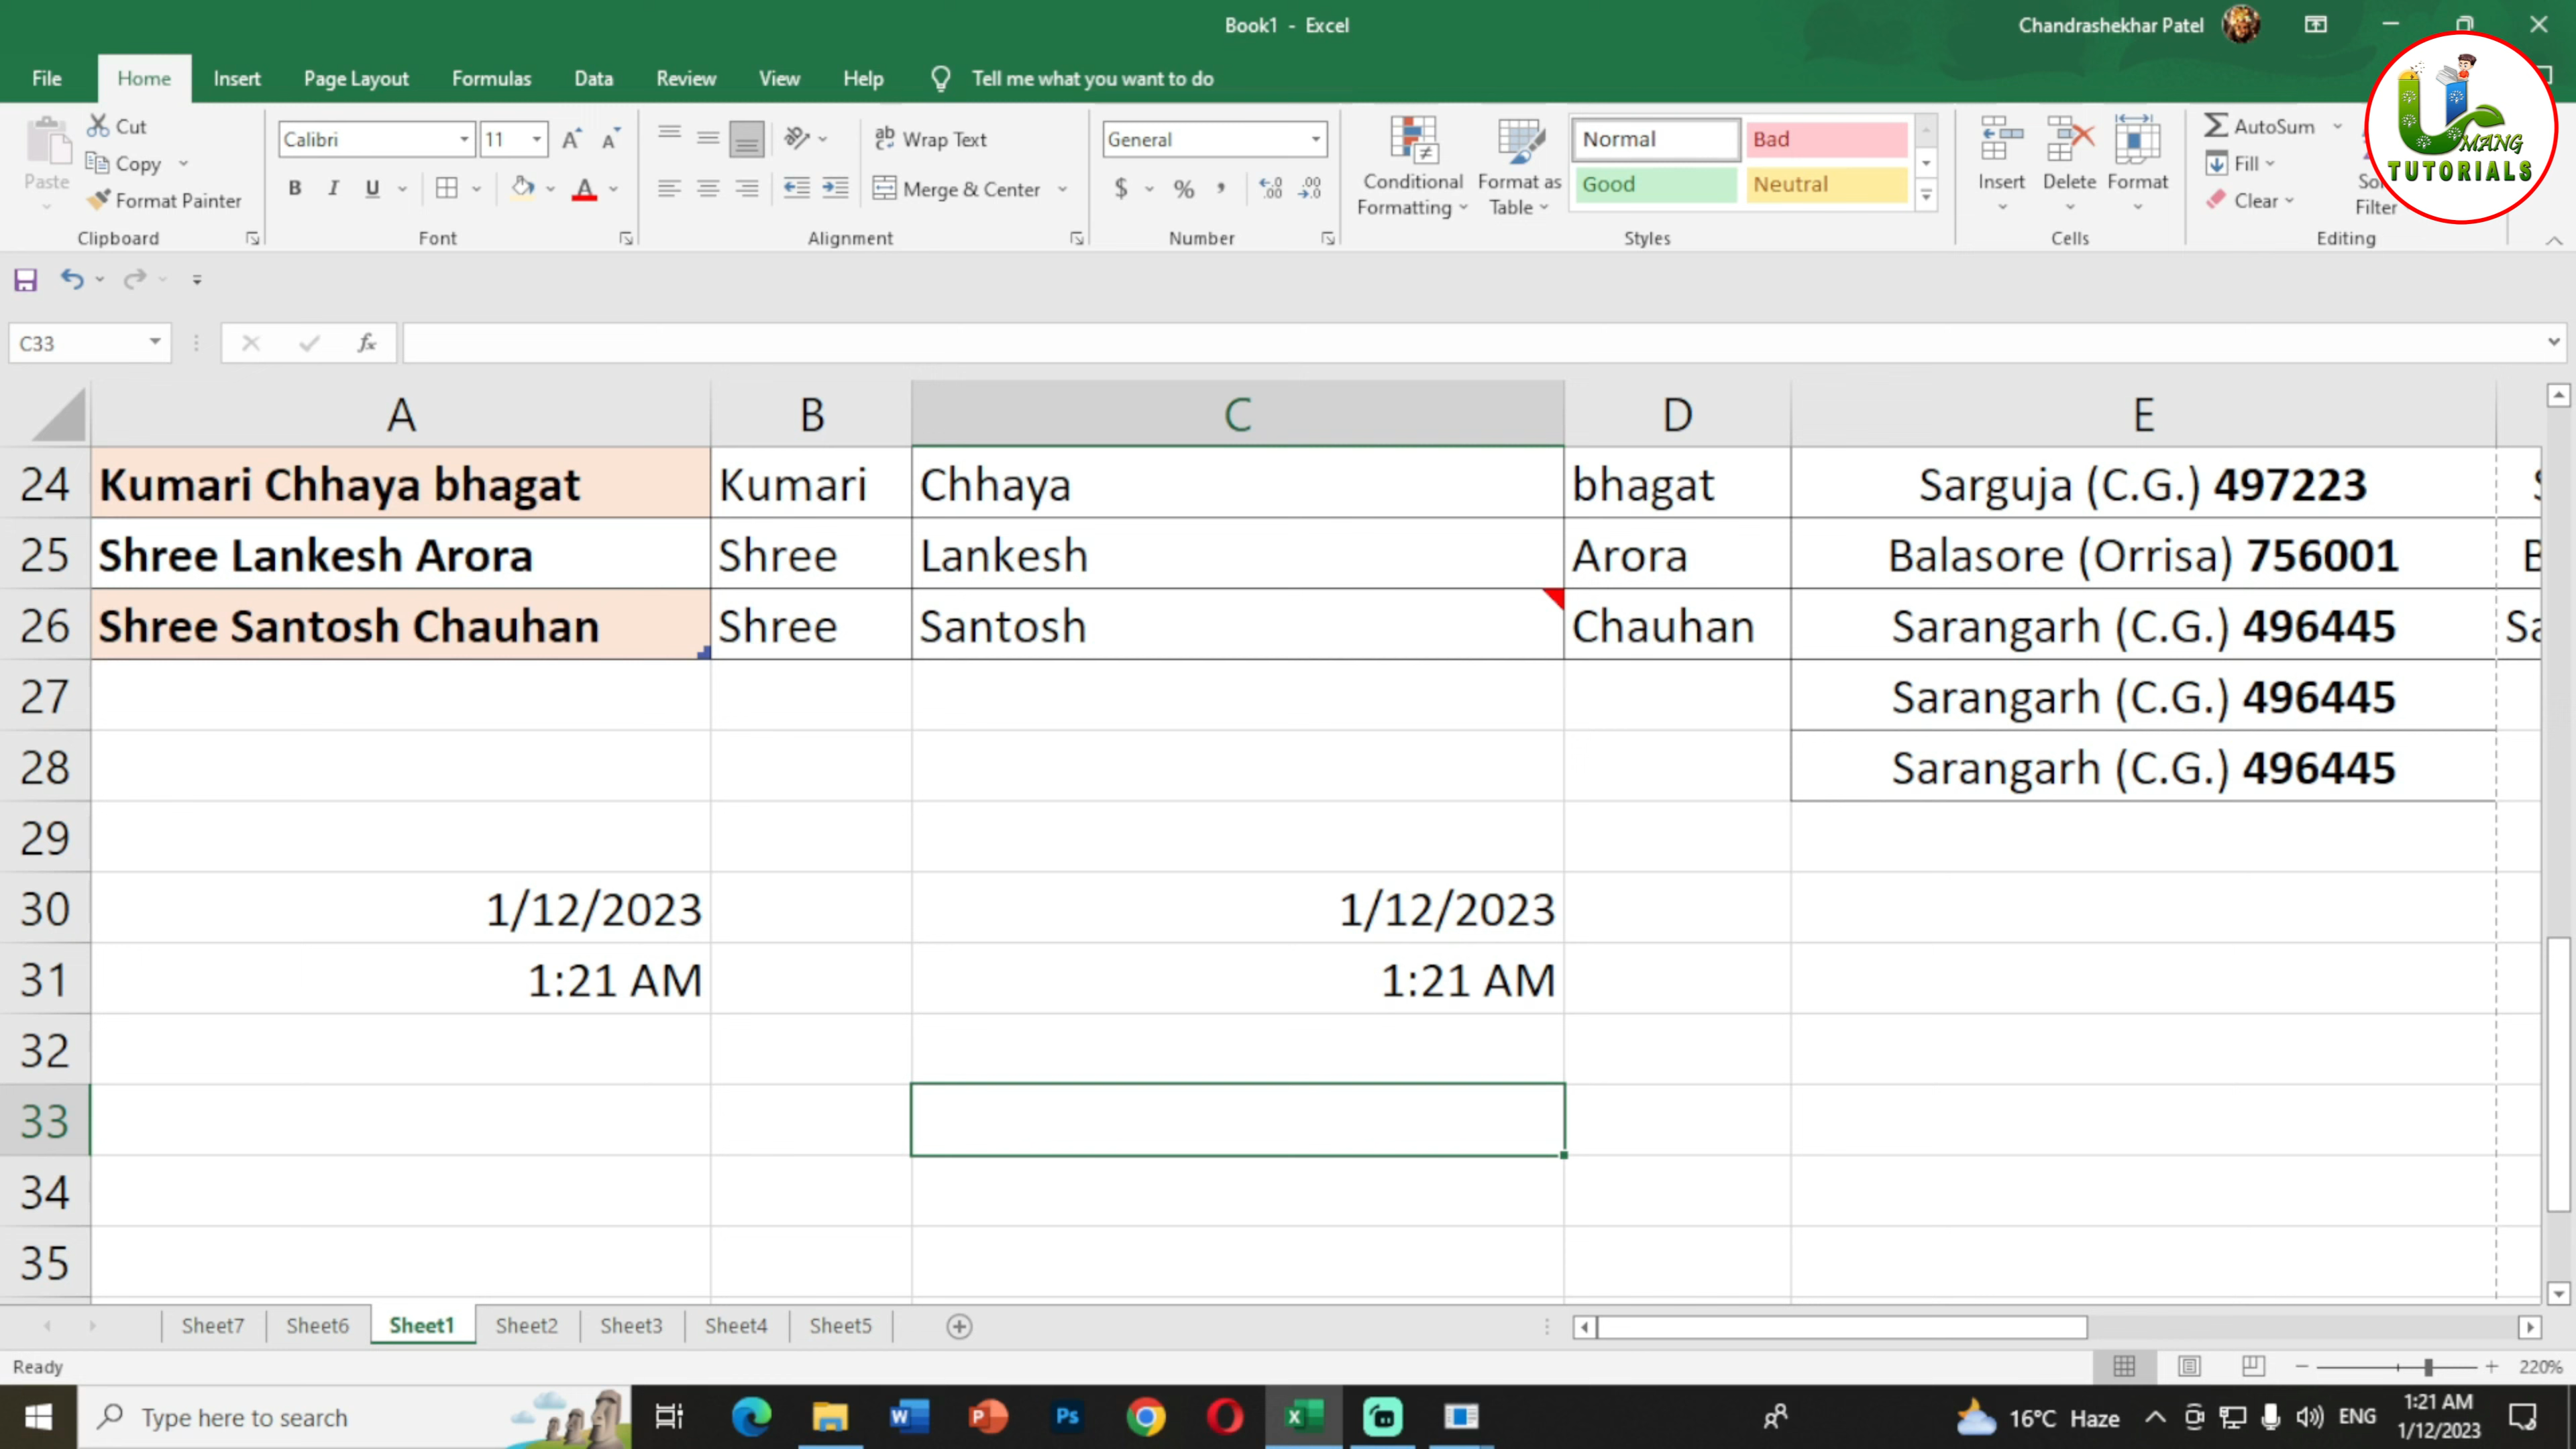 Book1 - Excel
Chandrashekhar Patel
File Home Insert Page Layout Formulas Data Review View Help Tell me what you want to do
Paste
Cut
Copy
Format Painter
Clipboard
Calibri 11
B I U
Font
Wrap Text
Merge & Center
Alignment
General
$ % ,
Number
Conditional Formatting
Format as Table
Normal Bad
Good Neutral
Styles
Insert Delete Format
Cells
AutoSum
Fill
Clear
Filter
Editing
UMANG
TUTORIALS
C33 fx
A B C D E
24 Kumari Chhaya bhagat Kumari Chhaya bhagat Sarguja (C.G.) 497223
25 Shree Lankesh Arora Shree Lankesh Arora Balasore (Orrisa) 756001
26 Shree Santosh Chauhan Shree Santosh Chauhan Sarangarh (C.G.) 496445
27 Sarangarh (C.G.) 496445
28 Sarangarh (C.G.) 496445
29
30 1/12/2023 1/12/2023
31 1:21 AM 1:21 AM
32
33
34
35
Sheet7 Sheet6 Sheet1 Sheet2 Sheet3 Sheet4 Sheet5
Ready 220%
Type here to search
16°C Haze ENG
1:21 AM
1/12/2023